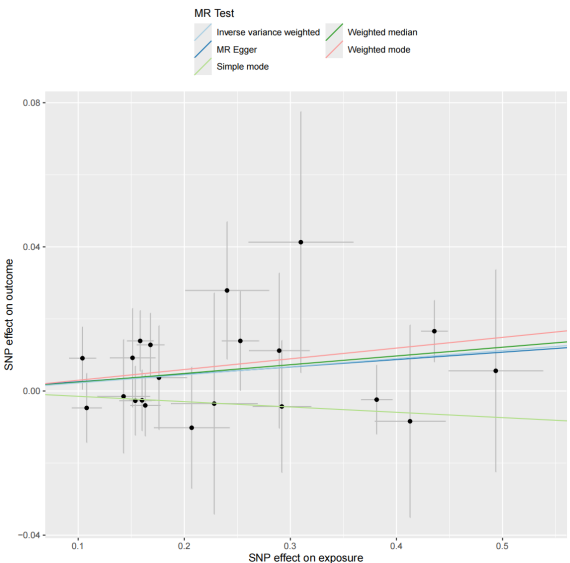 MR Test
Inverse variance weighted
Weighted median
MR Egger
Weighted mode
Simple mode
0.08
0.04
0.00
−0.04
SNP effect on outcome
0.1 0.2 0.3 0.4 0.5
SNP effect on exposure